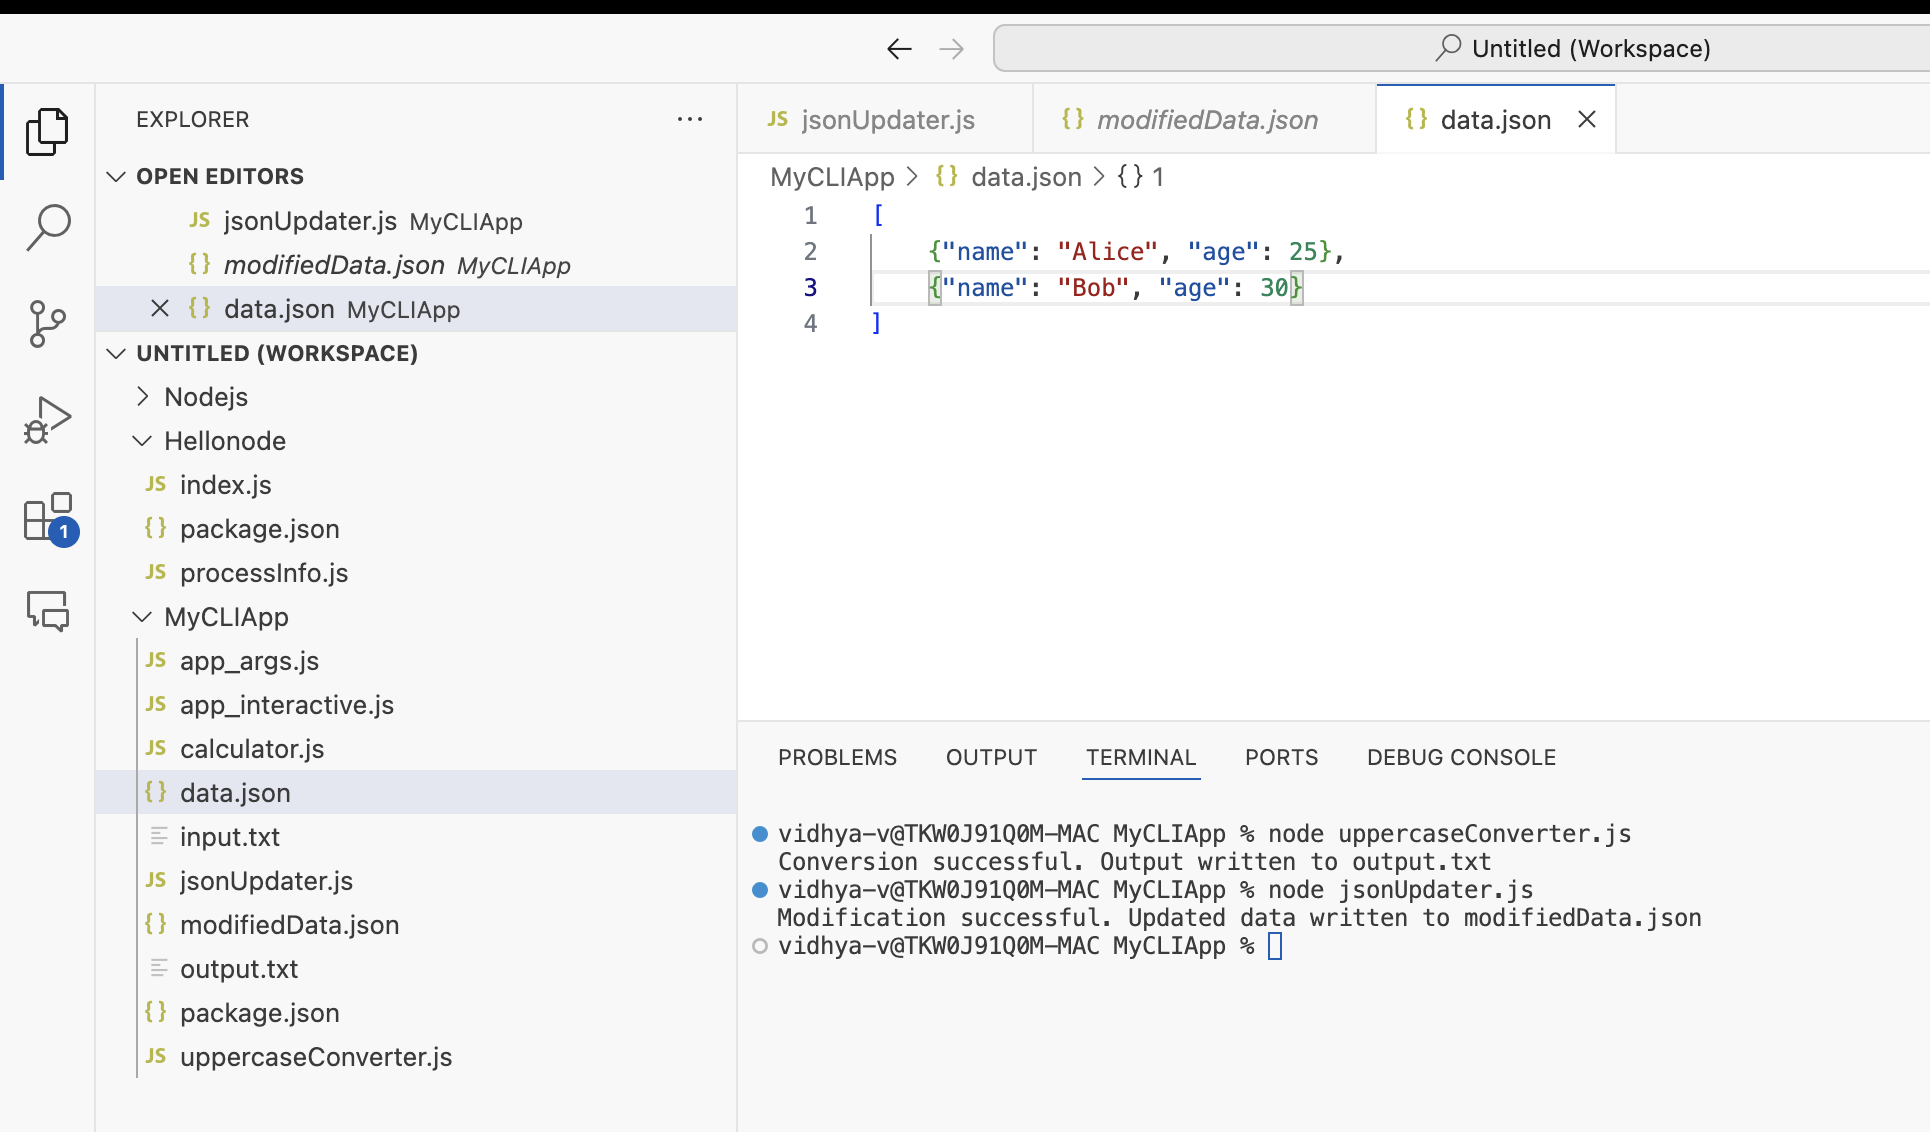 Untitled (Workspace)
EXPLORER
OPEN EDITORS
JS jsonUpdater.js MyCLIApp
{} modifiedData.json MyCLIApp
{} data.json MyCLIApp
UNTITLED (WORKSPACE)
Nodejs
Hellonode
JS index.js
{} package.json
JS processInfo.js
MyCLIApp
JS app_args.js
JS app_interactive.js
JS calculator.js
{} data.json
input.txt
JS jsonUpdater.js
{} modifiedData.json
output.txt
{} package.json
JS uppercaseConverter.js
1
JS jsonUpdater.js
{} modifiedData.json
{} data.json
MyCLIApp > {} data.json > {} 1
1 [
2 {"name": "Alice", "age": 25},
3 {"name": "Bob", "age": 30}
4 ]
PROBLEMS OUTPUT TERMINAL PORTS DEBUG CONSOLE
vidhya-v@TKW0J91Q0M-MAC MyCLIApp % node uppercaseConverter.js
Conversion successful. Output written to output.txt
vidhya-v@TKW0J91Q0M-MAC MyCLIApp % node jsonUpdater.js
Modification successful. Updated data written to modifiedData.json
vidhya-v@TKW0J91Q0M-MAC MyCLIApp %